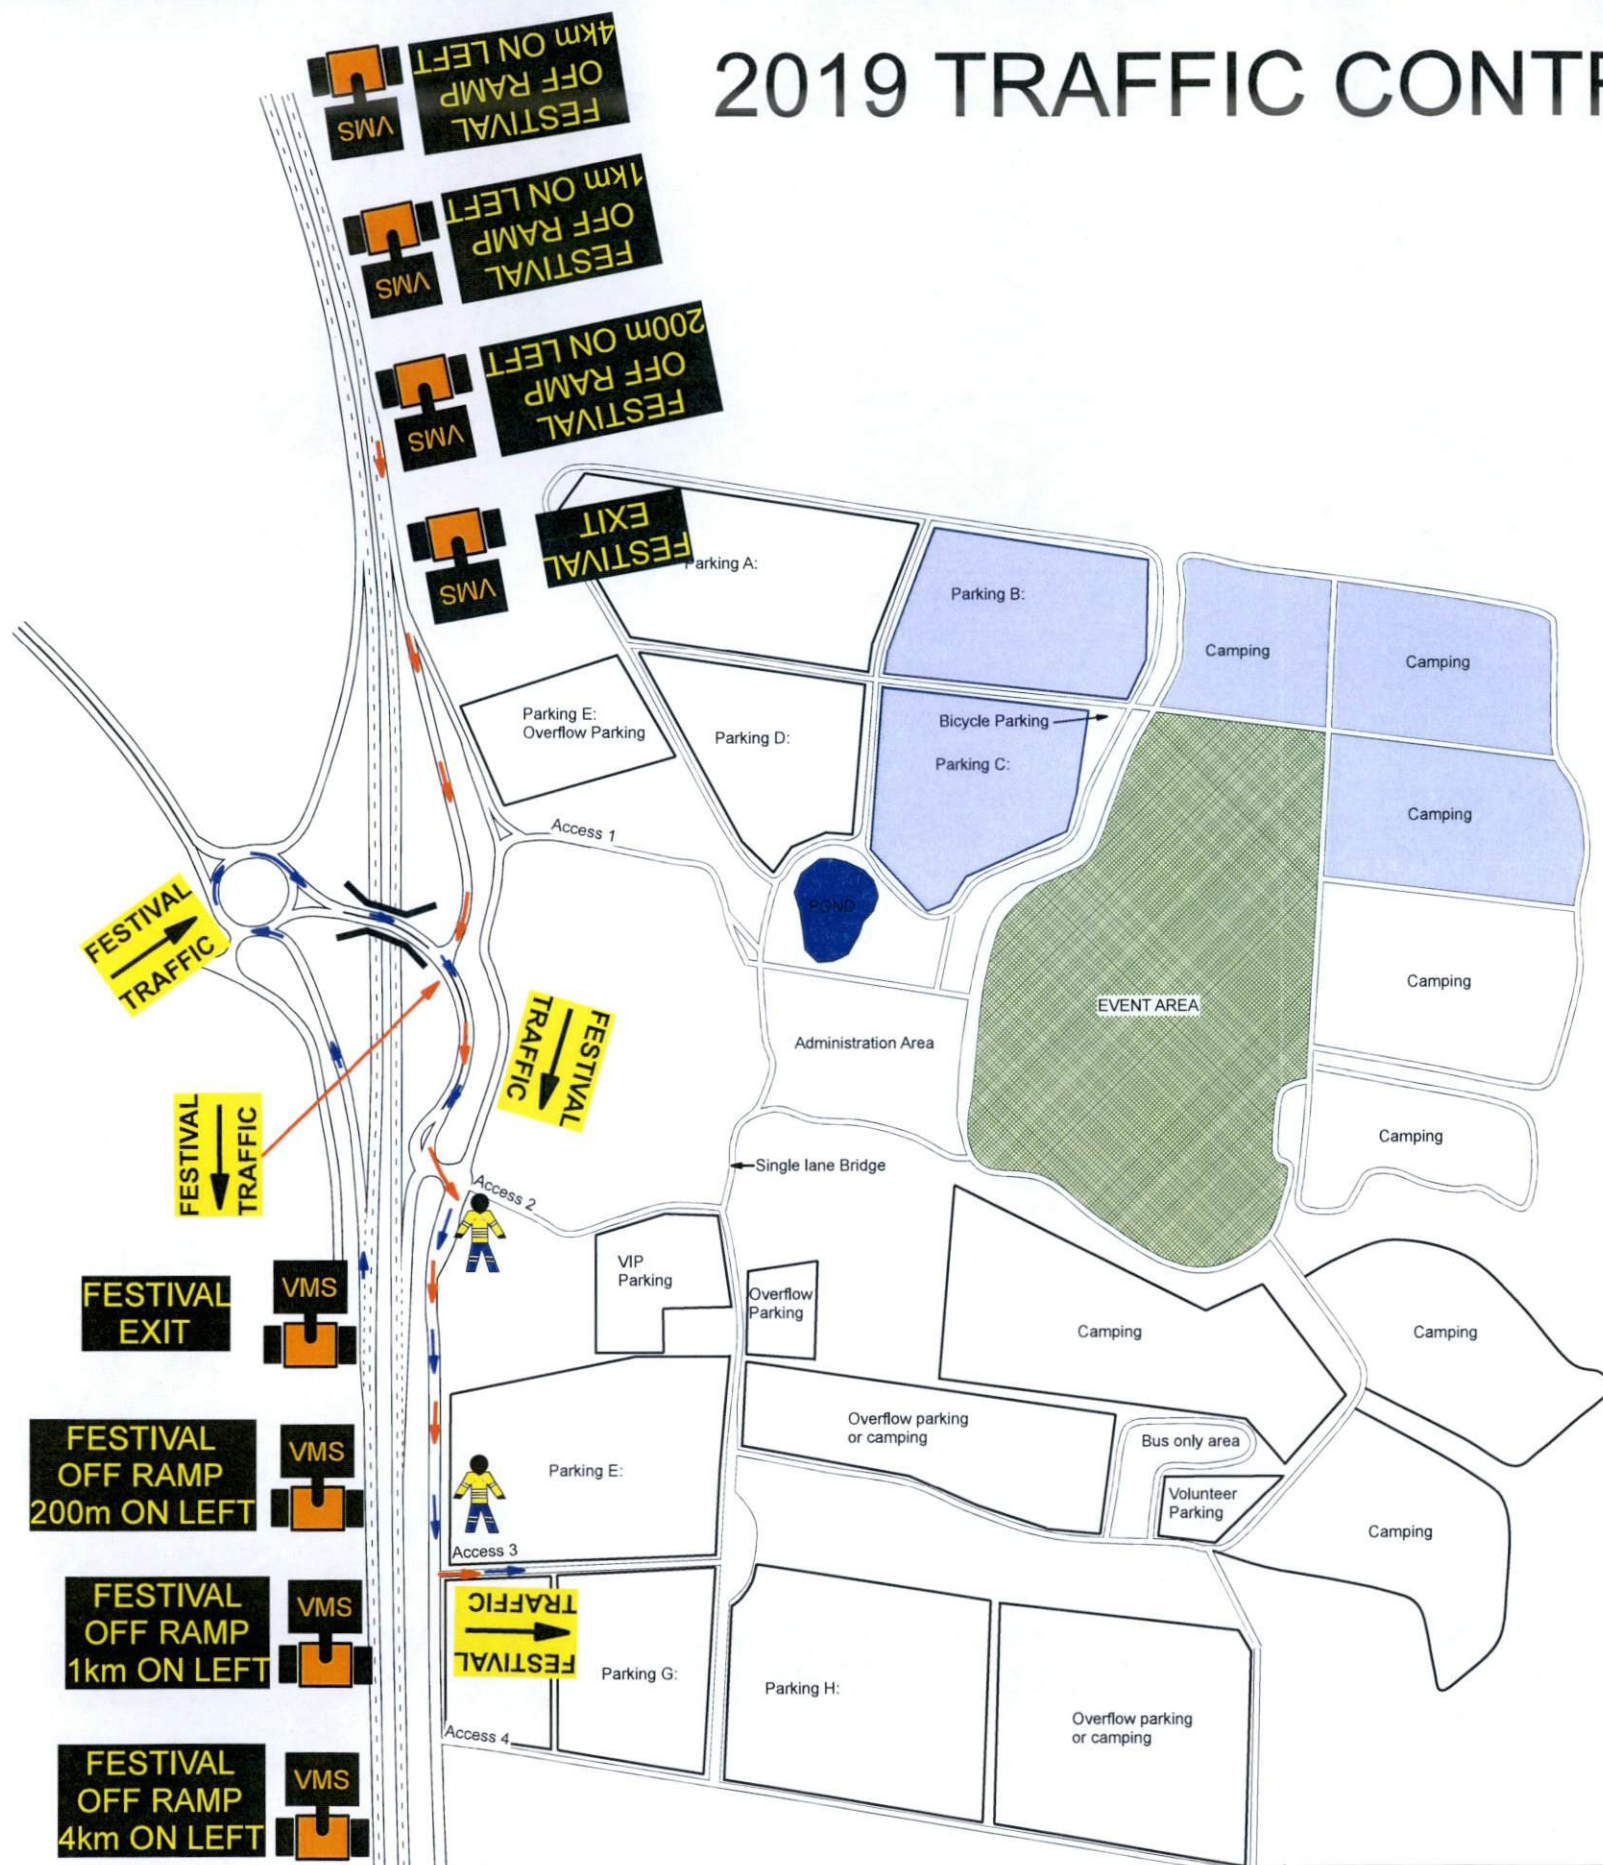 2019 TRAFFIC CONTR
FESTIVAL
OFF RAMP
4km ON LEFT
VMS
FESTIVAL
OFF RAMP
1km ON LEFT
VMS
FESTIVAL
OFF RAMP
200m ON LEFT
VMS
FESTIVAL
EXIT
VMS
Parking A:
Parking B:
Camping
Camping
Parking E:
Overflow Parking
Parking D:
Bicycle Parking
Parking C:
Camping
Access 1
POND
FESTIVAL
TRAFFIC
Camping
EVENT AREA
FESTIVAL
TRAFFIC
Administration Area
FESTIVAL
TRAFFIC
Camping
Single lane Bridge
Access 2
VIP
Parking
Overflow
Parking
Camping
Camping
FESTIVAL
EXIT
VMS
Overflow parking
or camping
Bus only area
FESTIVAL
OFF RAMP
200m ON LEFT
VMS
Parking E:
Volunteer
Parking
Camping
Access 3
FESTIVAL
TRAFFIC
FESTIVAL
OFF RAMP
1km ON LEFT
VMS
Parking G:
Parking H:
Overflow parking
or camping
Access 4
FESTIVAL
OFF RAMP
4km ON LEFT
VMS